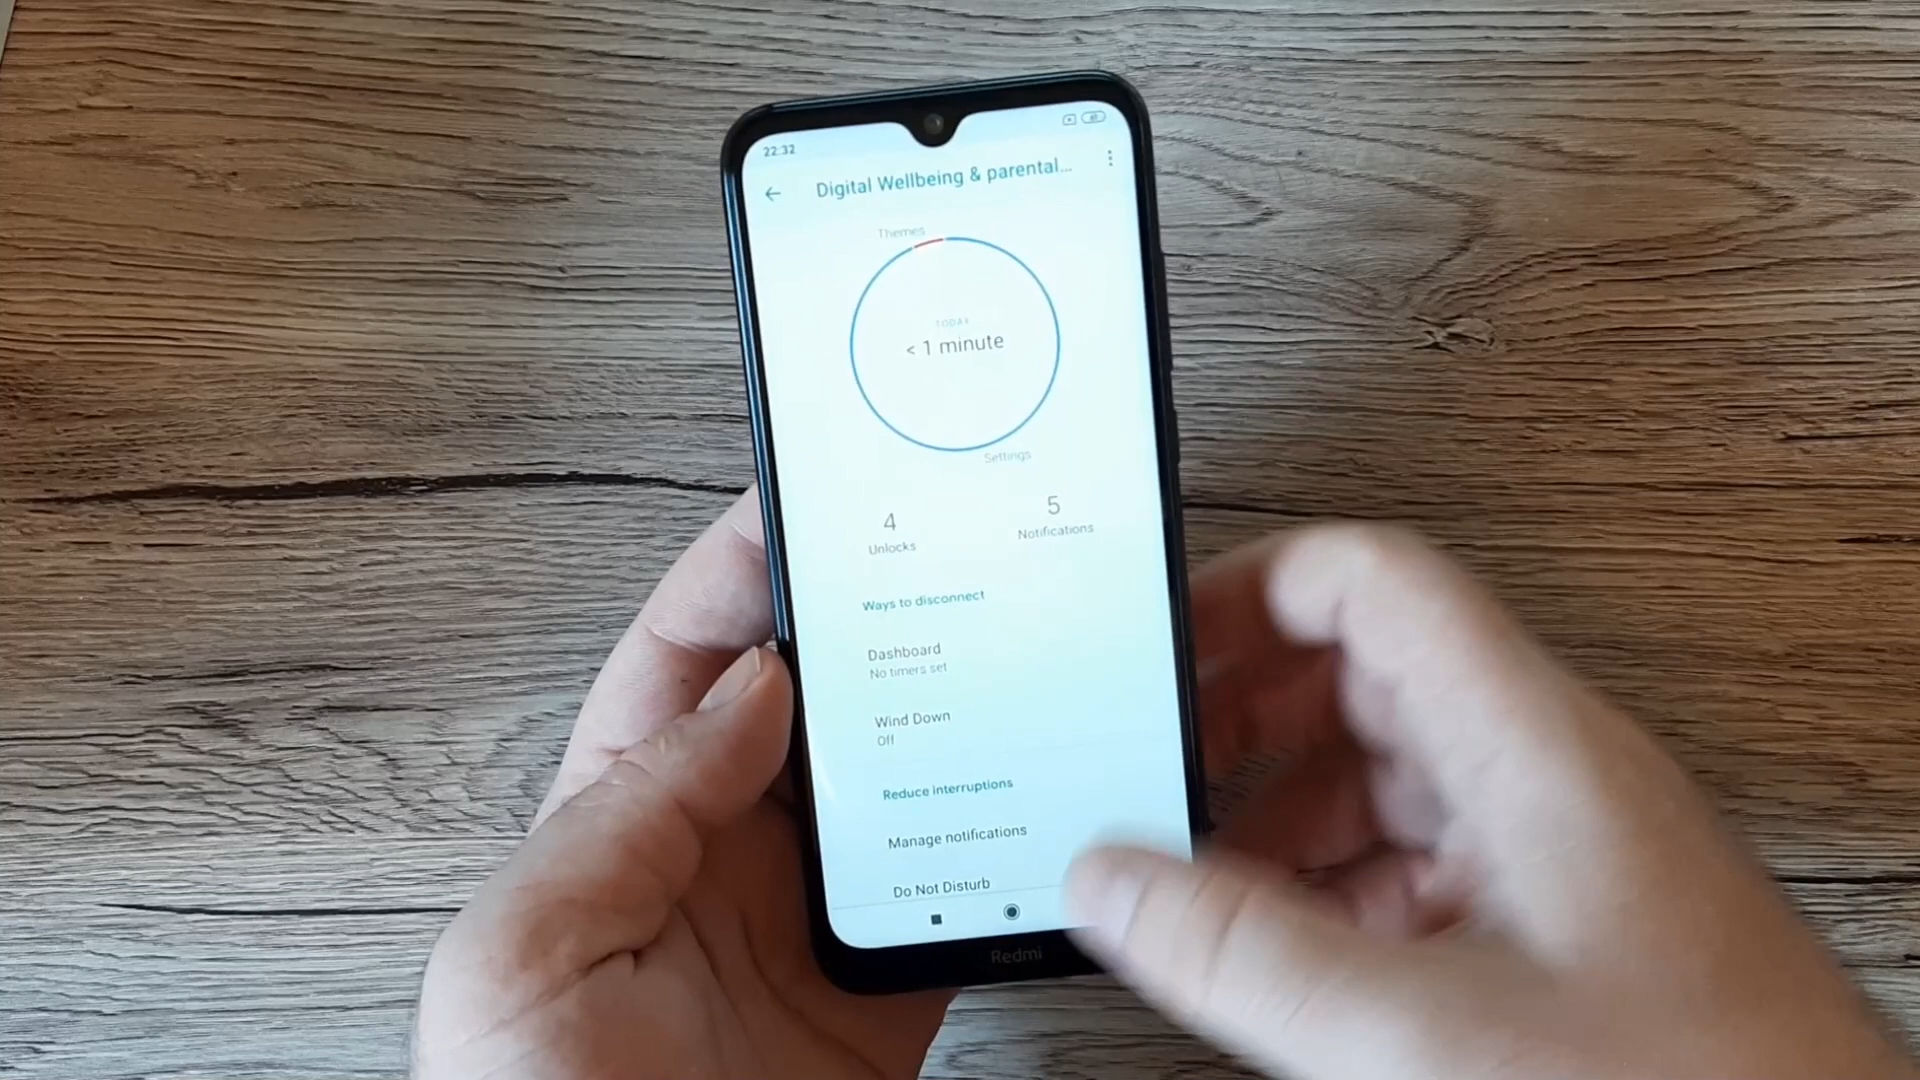 22:32
Digital Wellbeing & parental...
Themes
TODAY
< 1 minute
Settings
4
Unlocks
5
Notifications
Ways to disconnect
Dashboard
No timers set
Wind Down
Off
Reduce interruptions
Manage notifications
Do Not Disturb
Redmi